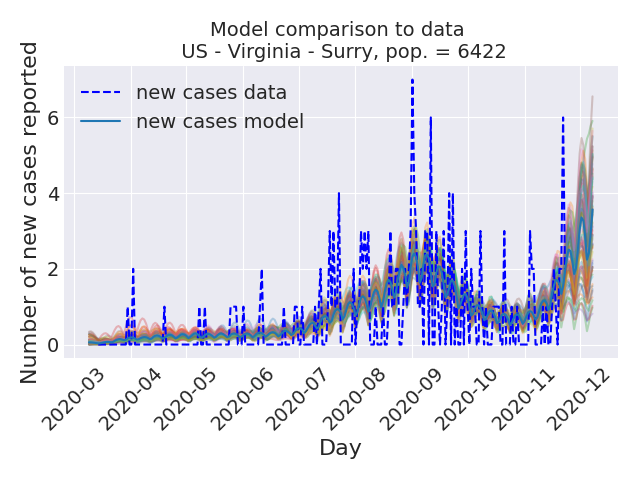 Model comparison to data
US - Virginia - Surry, pop. = 6422
Number of new cases reported
new cases data
new cases model
6
4
2
0
2020-03
2020-04
2020-05
2020-06
2020-07
2020-08
2020-09
2020-10
2020-11
2020-12
Day